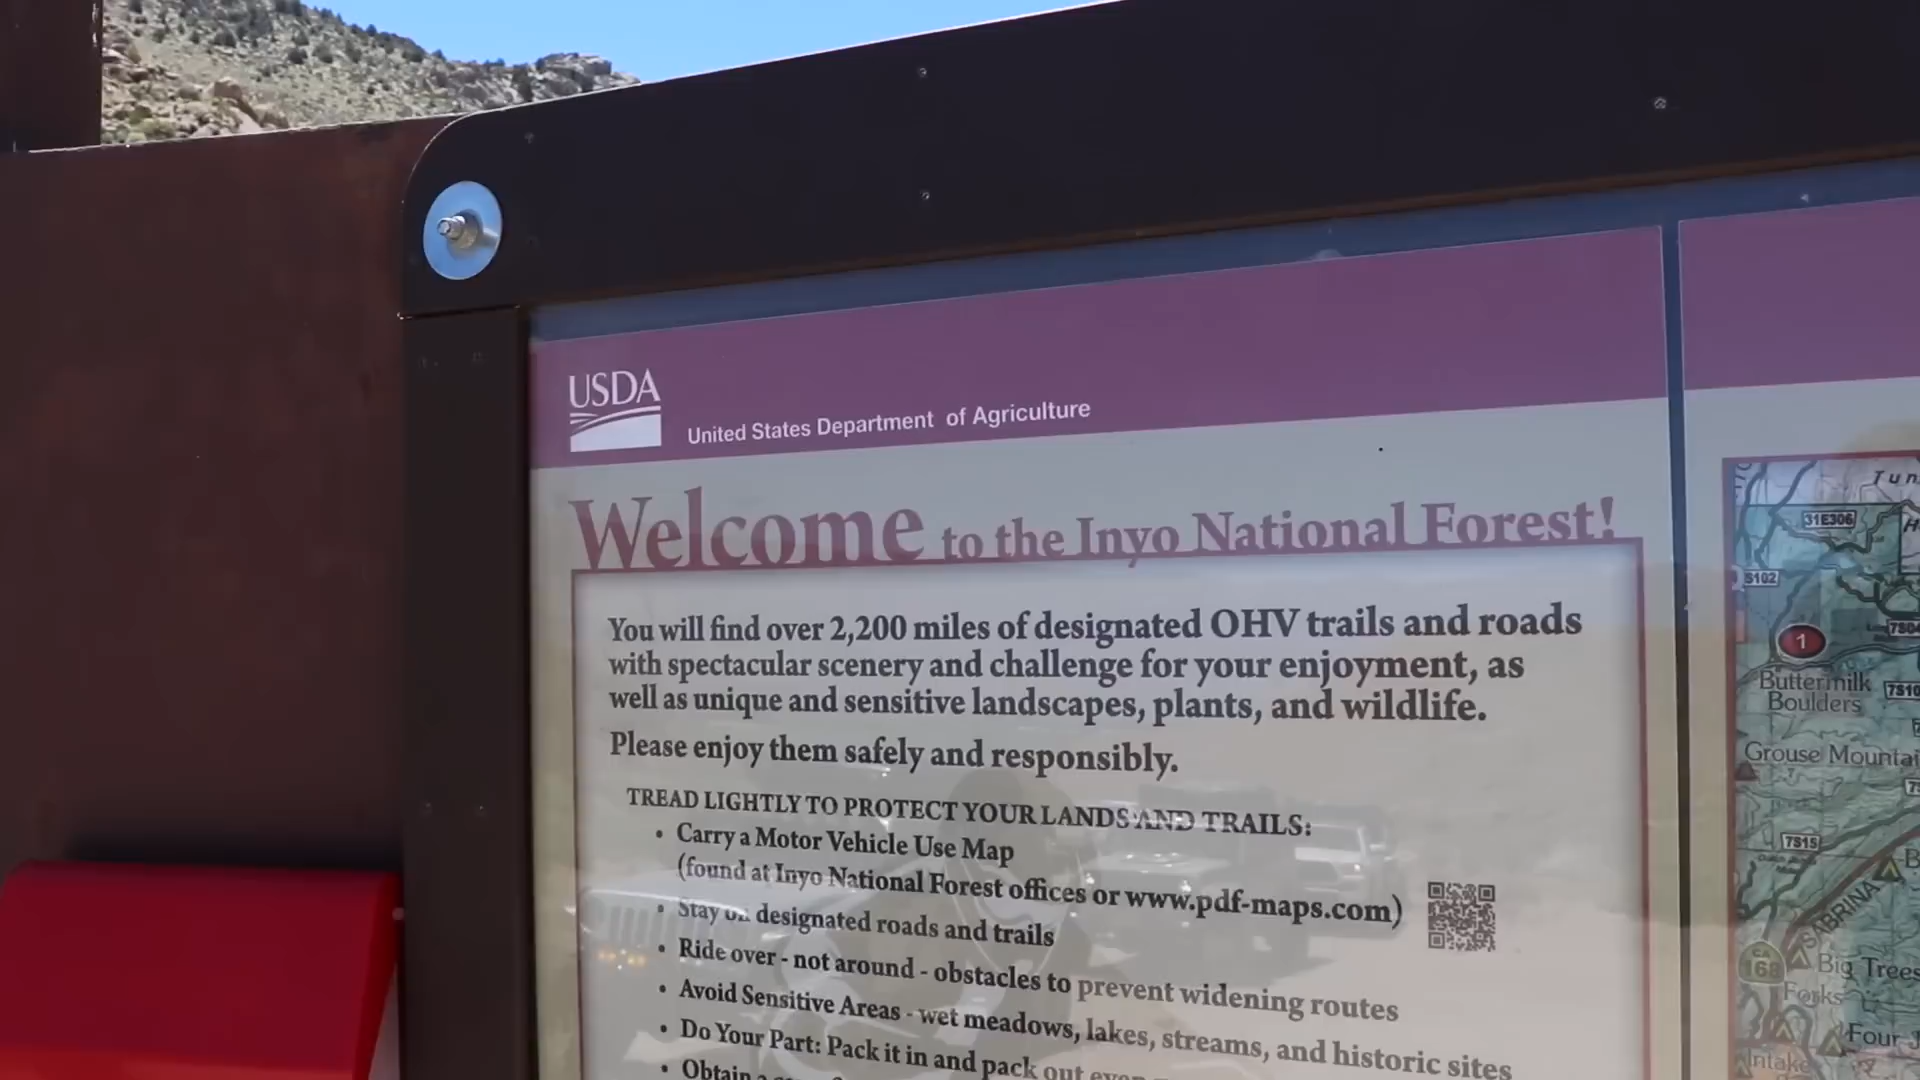 USDA
United States Department of Agriculture
Welcome to the Inyo National Forest!
You will find over 2,200 miles of designated OHV trails and roads
with spectacular scenery and challenge for your enjoyment, as
well as unique and sensitive landscapes, plants, and wildlife.
Please enjoy them safely and responsibly.
TREAD LIGHTLY TO PROTECT YOUR LANDS AND TRAILS:
• Carry a Motor Vehicle Use Map
(found at Inyo National Forest offices or www.pdf-maps.com)
• Stay on designated roads and trails
• Ride over - not around - obstacles to prevent widening routes
• Avoid Sensitive Areas - wet meadows, lakes, streams, and historic sites
• Do Your Part: Pack it in and pack out
• Obtain
31E306
1
Buttermilk
Boulders
Grouse
7S15
SABRINA
CA
168
Big Trees
Forks
Four
Intake